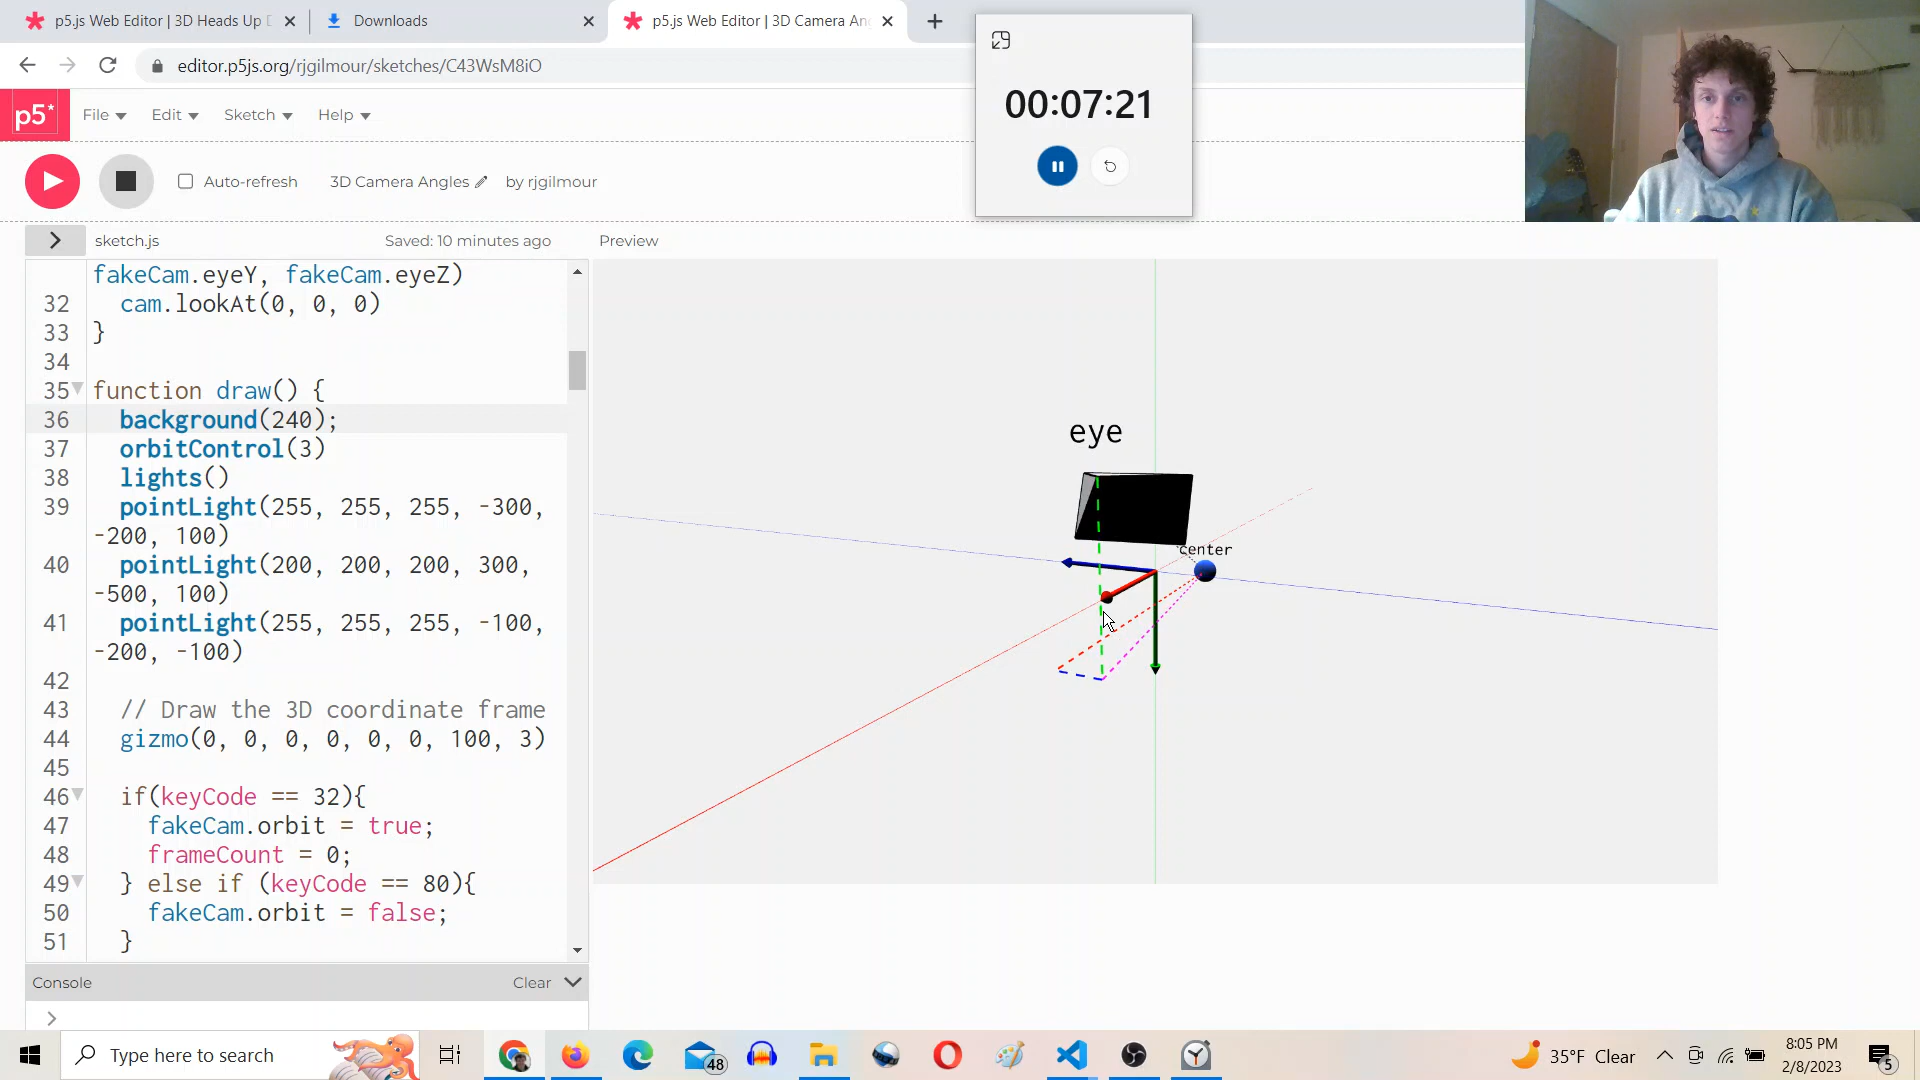 p5.js Web Editor | 3D Heads Up D
Downloads
p5.js Web Editor | 3D Camera An
editor.p5js.org/rjgilmour/sketches/C43WsM8iO
00:07:21
p5*
File Edit Sketch Help
Auto-refresh 3D Camera Angles by rjgilmour
sketch.js Saved: 10 minutes ago Preview
fakeCam.eyeY, fakeCam.eyeZ)
32 cam.lookAt(0, 0, 0)
33 }
34
35 function draw() {
36 background(240);
37 orbitControl(3)
38 lights()
39 pointLight(255, 255, 255, -300,
-200, 100)
40 pointLight(200, 200, 200, 300,
-500, 100)
41 pointLight(255, 255, 255, -100,
-200, -100)
42
43 // Draw the 3D coordinate frame
44 gizmo(0, 0, 0, 0, 0, 0, 100, 3)
45
46 if(keyCode == 32){
47 fakeCam.orbit = true;
48 frameCount = 0;
49 } else if (keyCode == 80){
50 fakeCam.orbit = false;
51 }
eye
center
Console Clear
>
Type here to search
48
35°F Clear
8:05 PM
2/8/2023
5